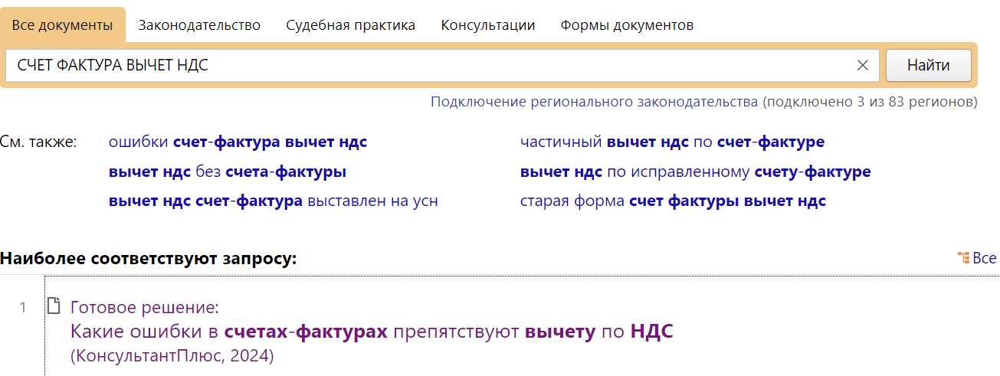 Все документы Законодательство Судебная практика Консультации Формы документов
СЧЕТ ФАКТУРА ВЫЧЕТ НДС × Найти
Подключение регионального законодательства (подключено 3 из 83 регионов)
См. также: ошибки счет-фактура вычет ндс частичный вычет ндс по счет-фактуре
вычет ндс без счета-фактуры вычет ндс по исправленному счету-фактуре
вычет ндс счет-фактура выставлен на усн старая форма счет фактуры вычет ндс
Наиболее соответствуют запросу: Все
1 Готовое решение:
Какие ошибки в счетах-фактурах препятствуют вычету по НДС
(КонсультантПлюс, 2024)